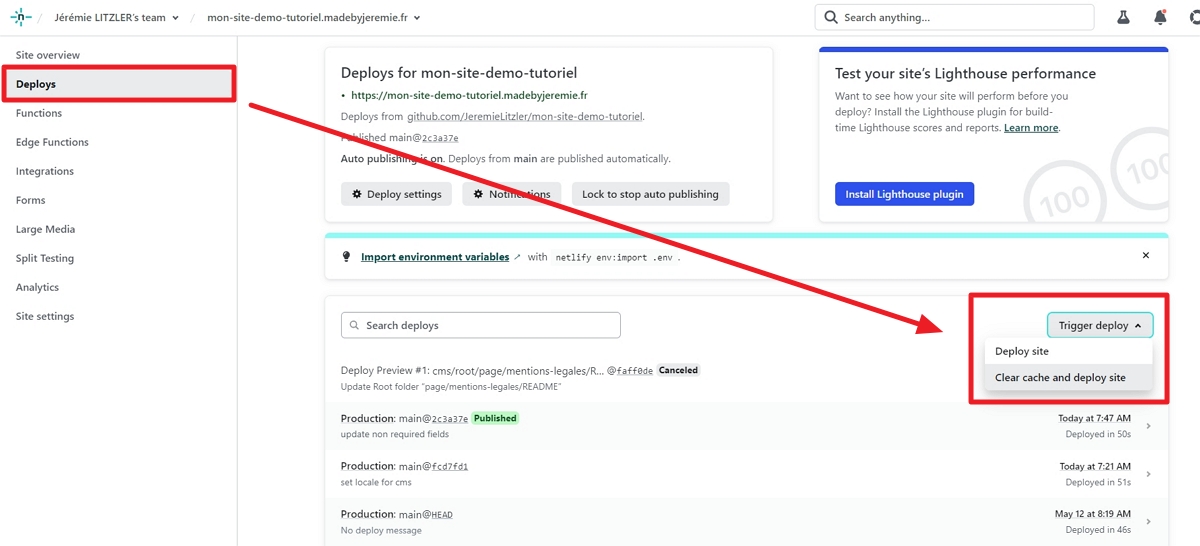 Jérémie LITZLER's team
mon-site-demo-tutoriel.madebyjeremie.fr
Search anything...
Site overview
Deploys
Functions
Edge Functions
Integrations
Forms
Large Media
Split Testing
Analytics
Site settings
Deploys for mon-site-demo-tutoriel
• https://mon-site-demo-tutoriel.madebyjeremie.fr
Deploys from github.com/JeremieLitzler/mon-site-demo-tutoriel.
Published main@2c3a37e
Auto publishing is on. Deploys from main are published automatically.
Deploy settings
Notifications
Lock to stop auto publishing
Test your site's Lighthouse performance
Want to see how your site will perform before you
deploy? Install the Lighthouse plugin for build-
time Lighthouse scores and reports. Learn more.
100
100
Install Lighthouse plugin
Import environment variables with netlify env:import .env .
Search deploys
Trigger deploy
Deploy site
Clear cache and deploy site
Deploy Preview #1: cms/root/page/mentions-legales/R... @faff0de Canceled
Update Root folder "page/mentions-legales/README"
Production: main@2c3a37e Published
Today at 7:47 AM
update non required fields
Deployed in 50s
Production: main@fcd7fd1
Today at 7:21 AM
set locale for cms
Deployed in 51s
Production: main@HEAD
May 12 at 8:19 AM
No deploy message
Deployed in 46s